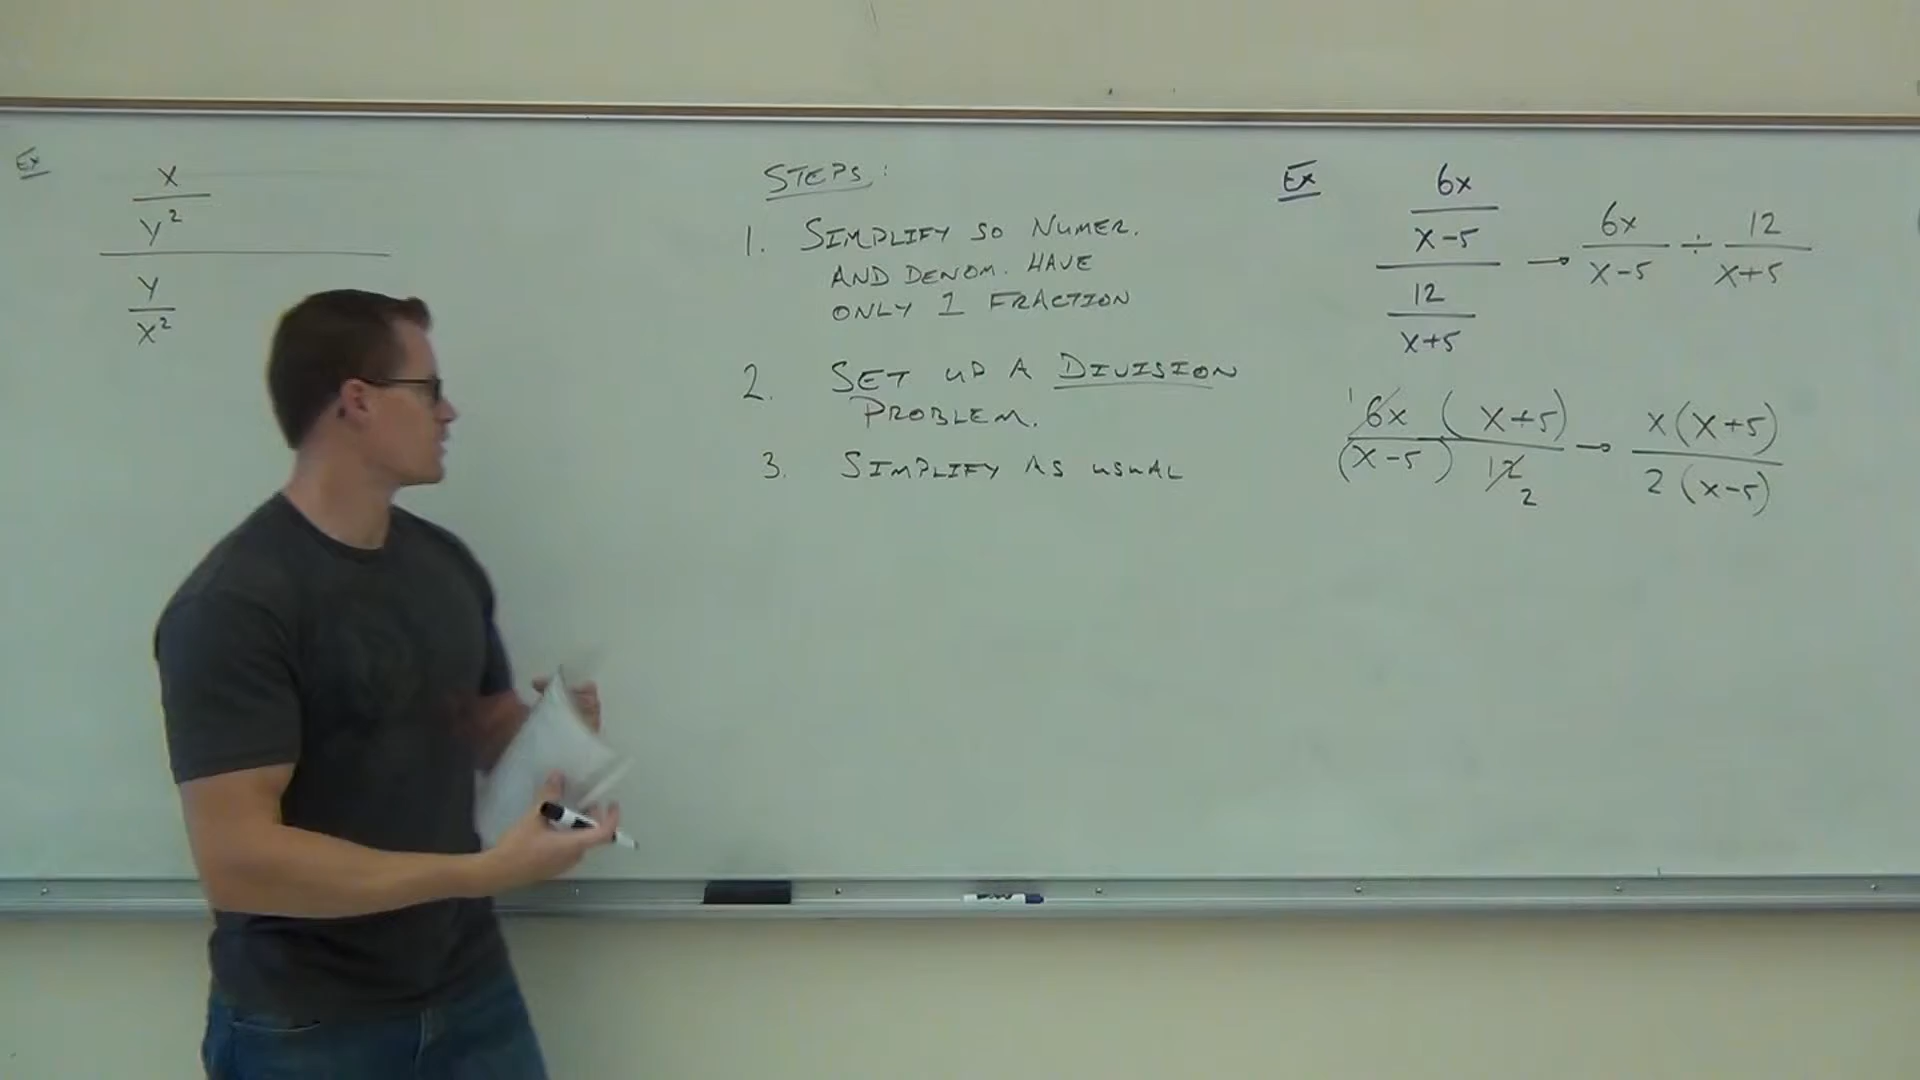 Ex
x
y²
y
x²
STEPS:
1. SIMPLIFY SO NUMER.
AND DENOM. HAVE
ONLY 1 FRACTION
2. SET UP A DIVISION
PROBLEM.
3. SIMPLIFY AS USUAL
Ex
6x
x-5
12
x+5
→ 6x/x-5 ÷ 12/x+5
1 6x (x+5)
(x-5) 12
2
→ x(x+5)
2(x-5)